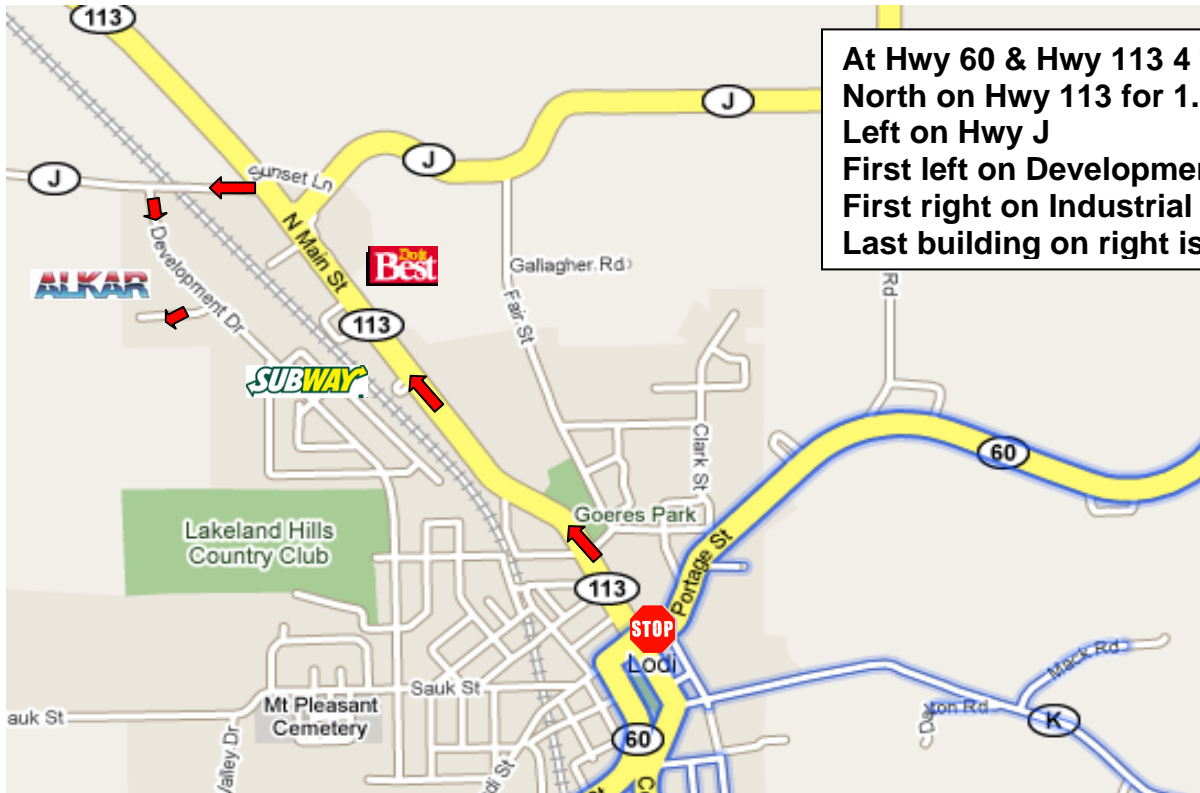 113
At Hwy 60 & Hwy 113 4
North on Hwy 113 for 1.
Left on Hwy J
First left on Developmen
First right on Industrial
Last building on right is
J
J
J
Sunset Ln
N Main St
Do it
Best
Gallagher Rd
Rd
ALKAR
Development Dr
Fair St
113
SUBWAY
Clark St
60
Goeres Park
Lakeland Hills
Country Club
Portage St
113
STOP
Lodi
Mack Rd
Sauk St
Mt Pleasant
Cemetery
auk St
K
Valley Dr
60
di St
St